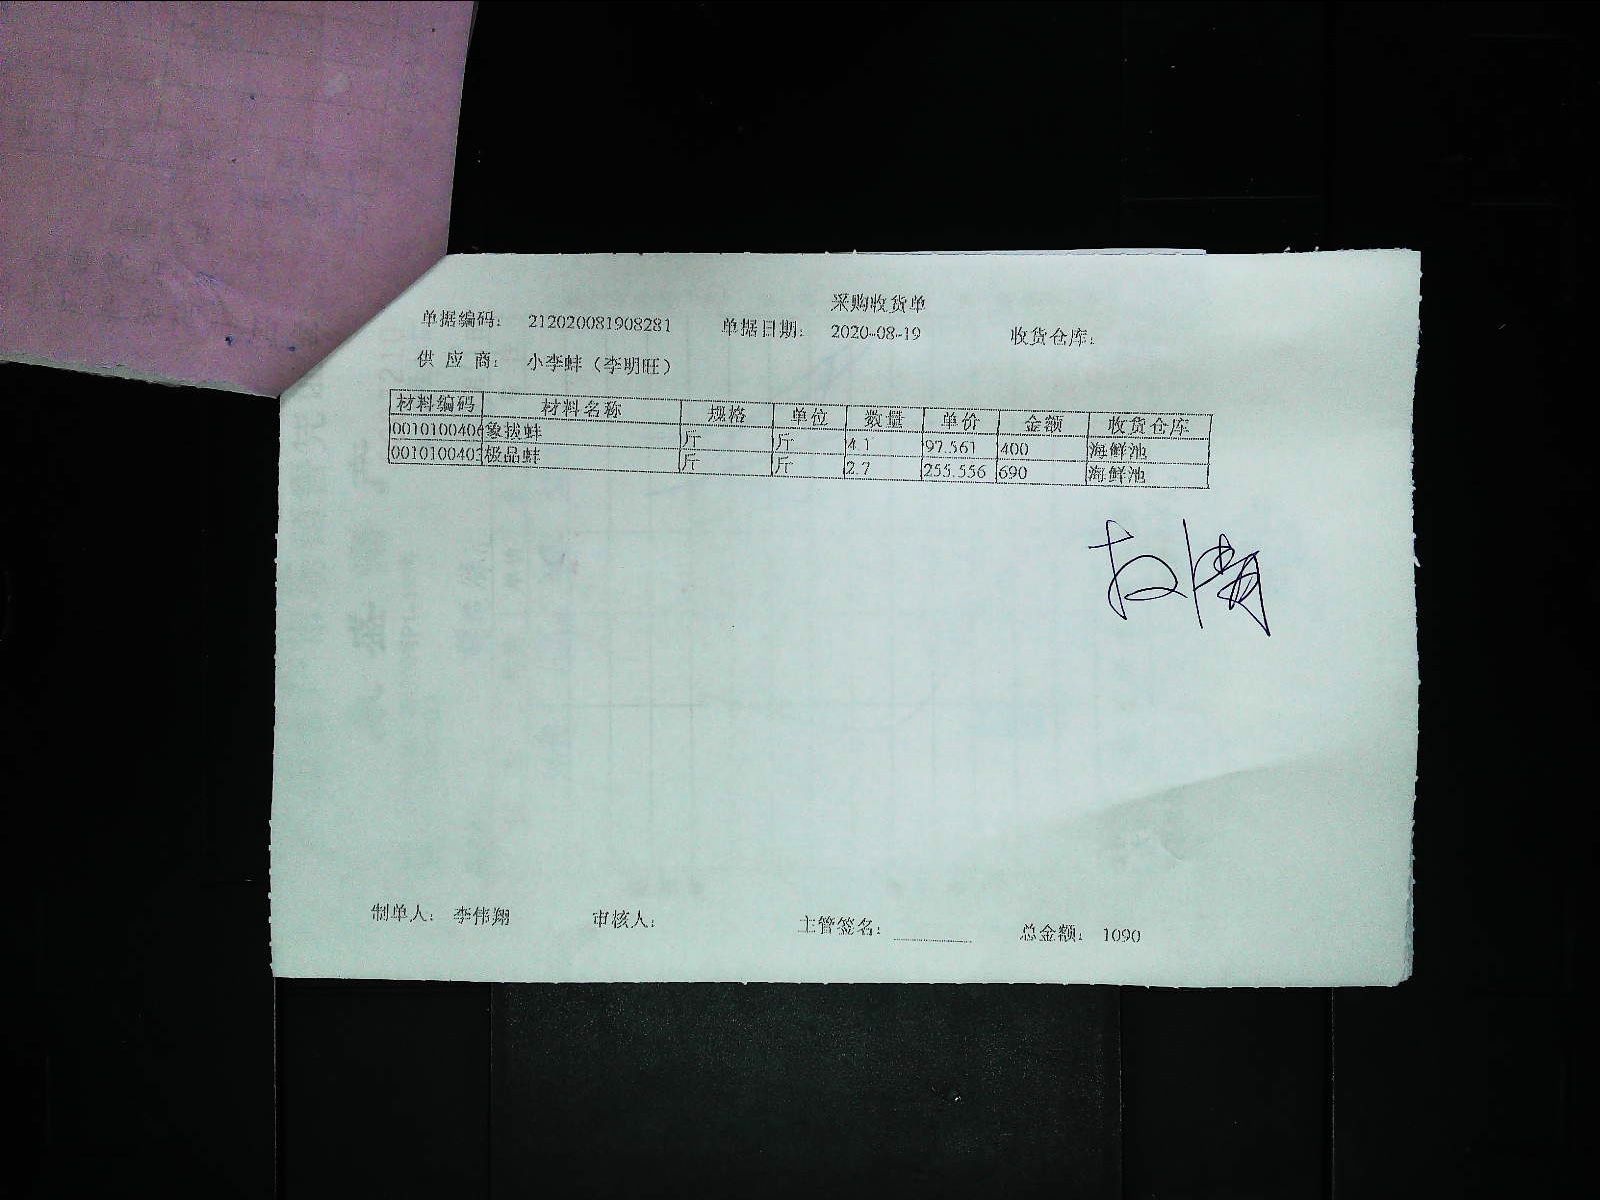 采购收货单
单据编码： 212020081908281 单据日期： 2020-08-19 收货仓库：
供 应 商： 小李蚌（李明旺）
材料编码 材料名称 规格 单位 数量 单价 金额 收货仓库
0010100406 象拔蚌 斤 斤 4.1 97.561 400 海鲜池
0010100403 极品蚌 斤 斤 2.7 255.556 690 海鲜池
制单人： 李伟翔 审核人： 主管签名： 总金额： 1090